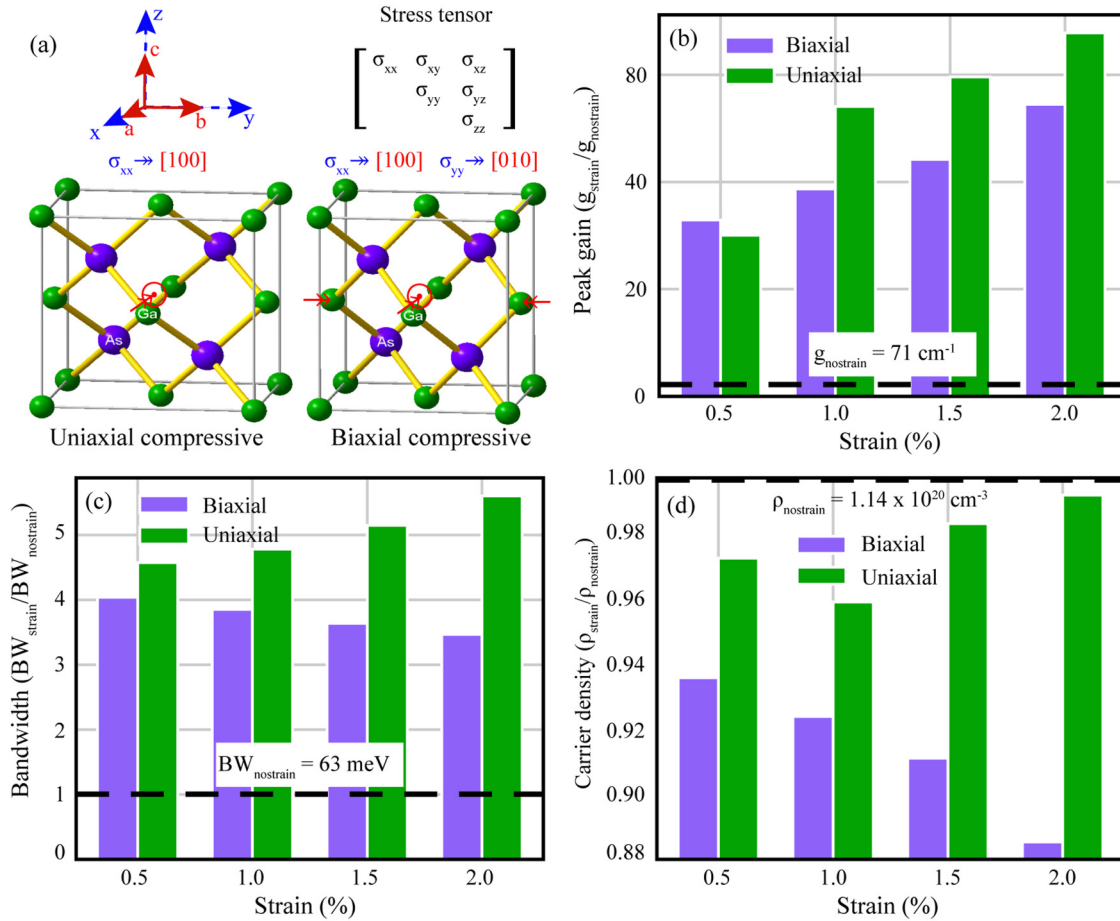 (a)
z
c
x
a
b
y
Stress tensor
σxx σxy σxz
σyy σyz
σzz
σxx ↠ [100]
σxx ↠ [100] σyy ↠ [010]
Ga
As
Ga
As
Uniaxial compressive
Biaxial compressive
(b)
Biaxial
Uniaxial
Peak gain (gstrain/gnostrain)
80
40
20
0
gnostrain = 71 cm-1
0.5 1.0 1.5 2.0
Strain (%)
(c)
Biaxial
Uniaxial
Bandwidth (BWstrain/BWnostrain)
5
4
3
2
1
0
BWnostrain = 63 meV
0.5 1.0 1.5 2.0
Strain (%)
(d)
ρnostrain = 1.14 x 1020 cm-3
Biaxial
Uniaxial
Carrier density (ρstrain/ρnostrain)
1.00
0.98
0.96
0.94
0.92
0.90
0.88
0.5 1.0 1.5 2.0
Strain (%)